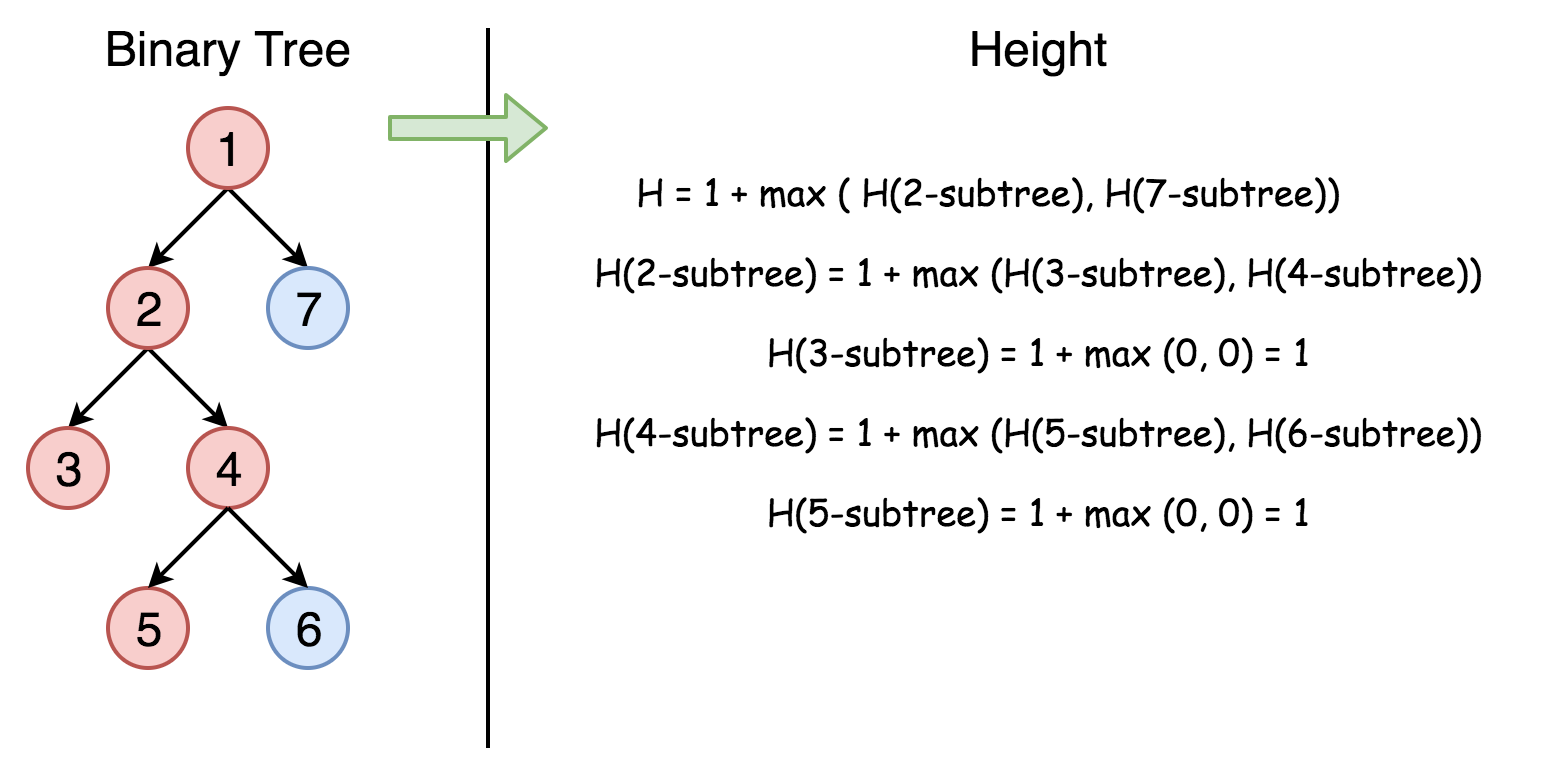 Binary Tree
Height
1
2
7
3
4
5
6
H = 1 + max ( H(2-subtree), H(7-subtree))
H(2-subtree) = 1 + max (H(3-subtree), H(4-subtree))
H(3-subtree) = 1 + max (0, 0) = 1
H(4-subtree) = 1 + max (H(5-subtree), H(6-subtree))
H(5-subtree) = 1 + max (0, 0) = 1